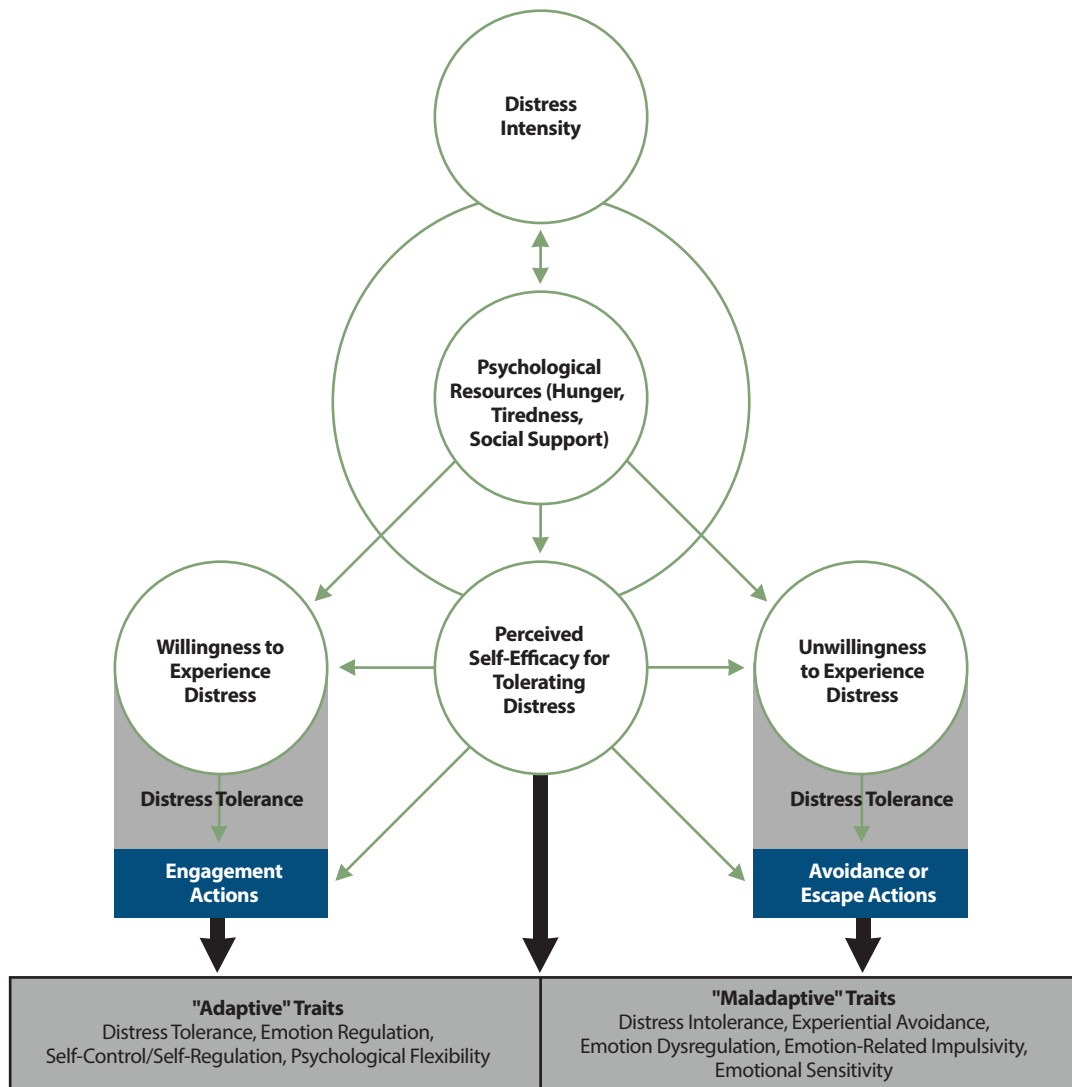 Distress
Intensity
Psychological
Resources (Hunger,
Tiredness,
Social Support)
Willingness to
Experience
Distress
Perceived
Self-Efficacy for
Tolerating
Distress
Unwillingness
to Experience
Distress
Distress Tolerance
Distress Tolerance
Engagement
Actions
Avoidance or
Escape Actions
"Adaptive" Traits
Distress Tolerance, Emotion Regulation,
Self-Control/Self-Regulation, Psychological Flexibility
"Maladaptive" Traits
Distress Intolerance, Experiential Avoidance,
Emotion Dysregulation, Emotion-Related Impulsivity,
Emotional Sensitivity